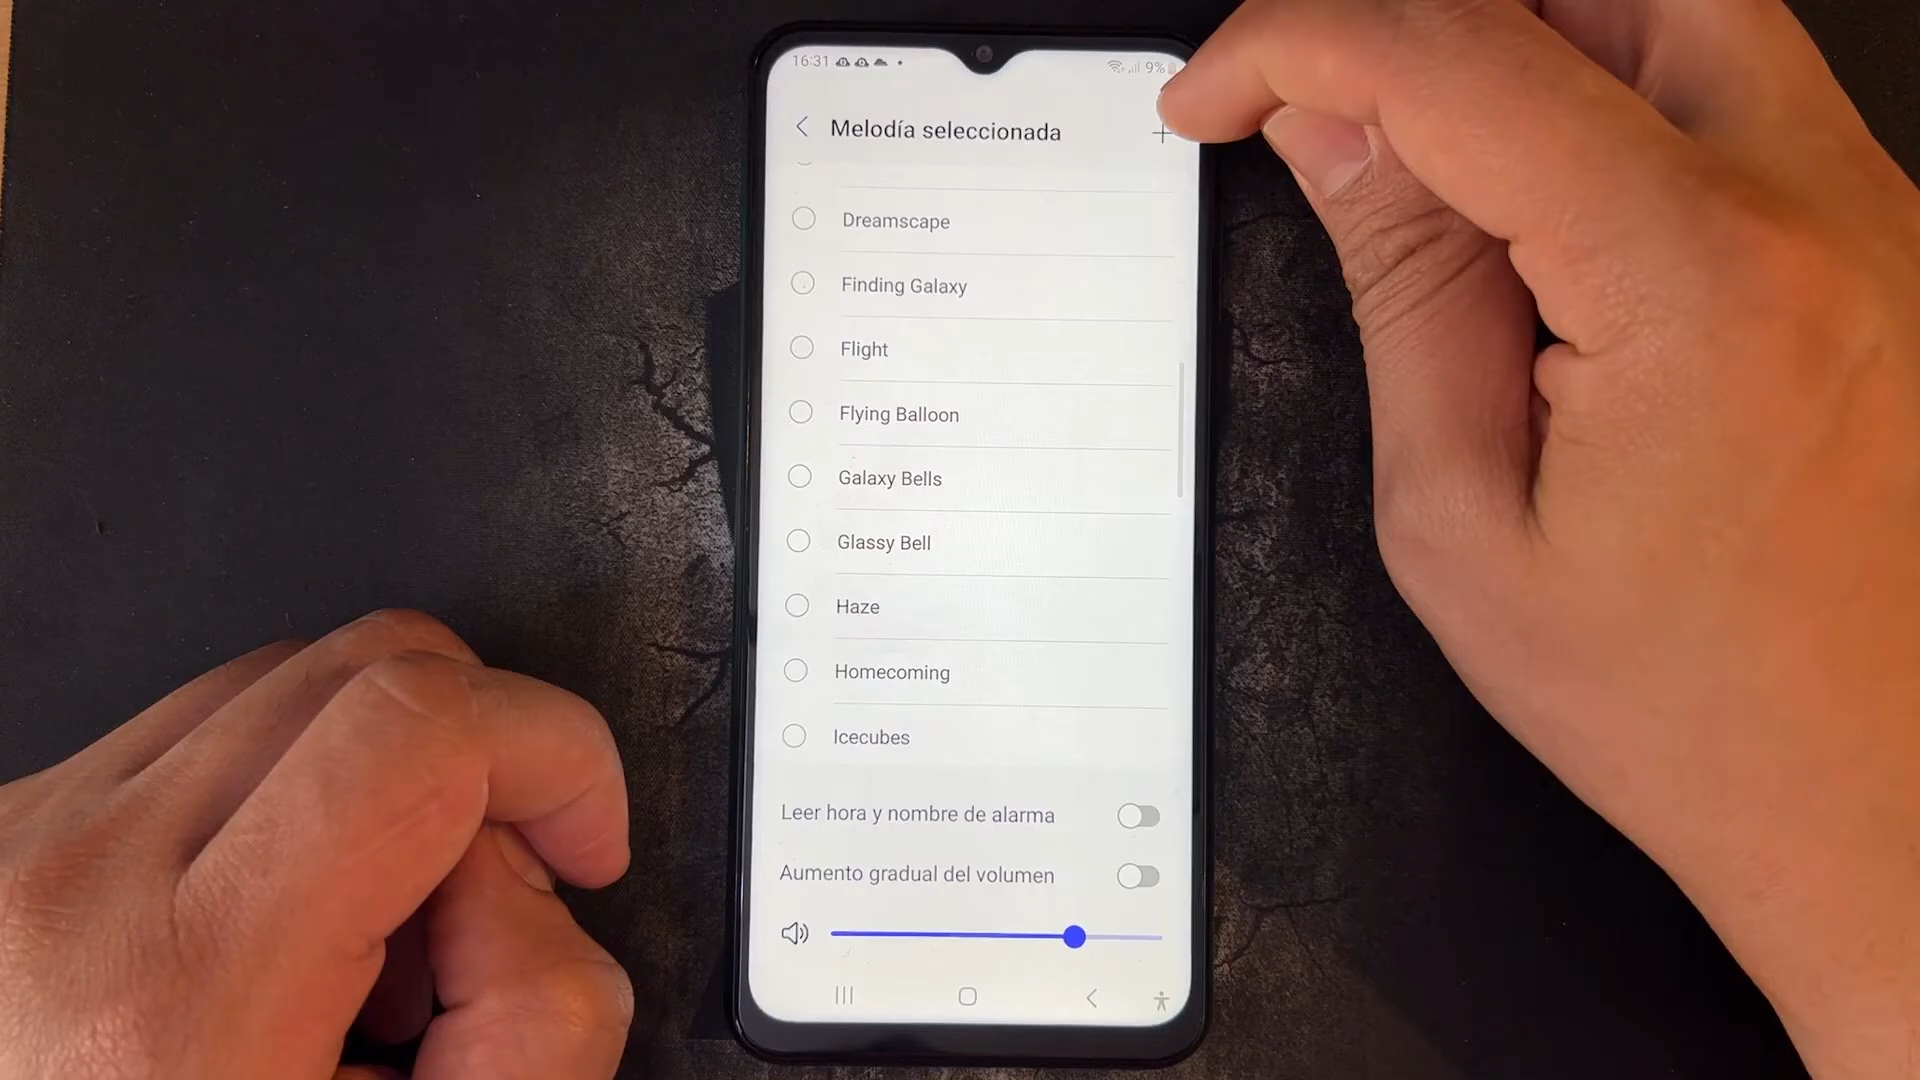 16:31
9%
Melodía seleccionada
Dreamscape
Finding Galaxy
Flight
Flying Balloon
Galaxy Bells
Glassy Bell
Haze
Homecoming
Icecubes
Leer hora y nombre de alarma
Aumento gradual del volumen